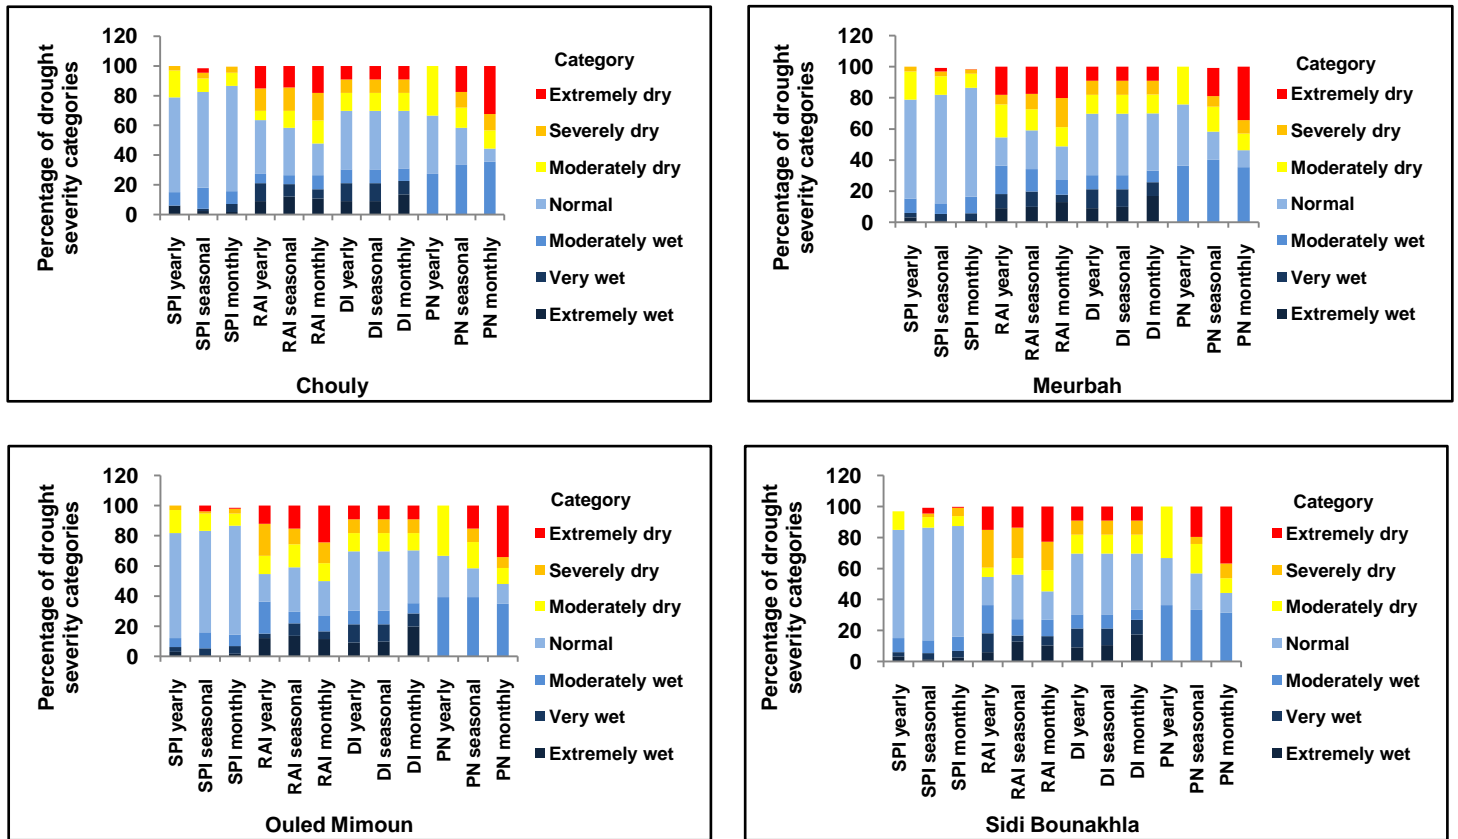 Percentage of drought
severity categories
120
100
80
60
40
20
0
SPI yearly
SPI seasonal
SPI monthly
RAI yearly
RAI seasonal
RAI monthly
DI yearly
DI seasonal
DI monthly
PN yearly
PN seasonal
PN monthly
Category
Extremely dry
Severely dry
Moderately dry
Normal
Moderately wet
Very wet
Extremely wet
Chouly
Percentage of drought
severity categories
120
100
80
60
40
20
0
SPI yearly
SPI seasonal
SPI monthly
RAI yearly
RAI seasonal
RAI monthly
DI yearly
DI seasonal
DI monthly
PN yearly
PN seasonal
PN monthly
Category
Extremely dry
Severely dry
Moderately dry
Normal
Moderately wet
Very wet
Extremely wet
Meurbah
Percentage of drought
severity categories
120
100
80
60
40
20
0
SPI yearly
SPI seasonal
SPI monthly
RAI yearly
RAI seasonal
RAI monthly
DI yearly
DI seasonal
DI monthly
PN yearly
PN seasonal
PN monthly
Category
Extremely dry
Severely dry
Moderately dry
Normal
Moderately wet
Very wet
Extremely wet
Ouled Mimoun
Percentage of drought
severity categories
120
100
80
60
40
20
0
SPI yearly
SPI seasonal
SPI monthly
RAI yearly
RAI seasonal
RAI monthly
DI yearly
DI seasonal
DI monthly
PN yearly
PN seasonal
PN monthly
Category
Extremely dry
Severely dry
Moderately dry
Normal
Moderately wet
Very wet
Extremely wet
Sidi Bounakhla